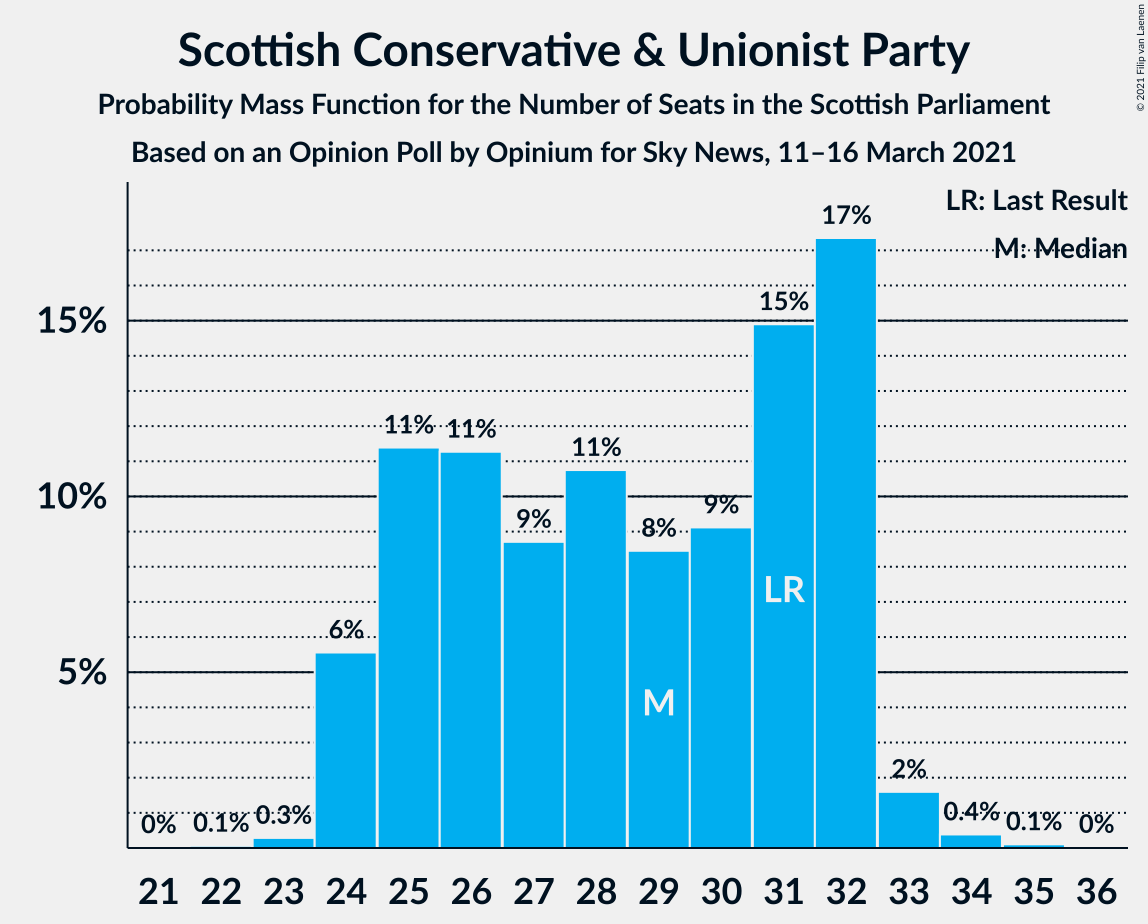 Scottish Conservative & Unionist Party
Probability Mass Function for the Number of Seats in the Scottish Parliament
Based on an Opinion Poll by Opinium for Sky News, 11–16 March 2021
© 2021 Filip van Laenen
LR: Last Result
M: Median
15%
10%
5%
0%
0.1%
0.3%
6%
11%
11%
9%
11%
8%
9%
15%
17%
2%
0.4%
0.1%
0%
LR
M
21 22 23 24 25 26 27 28 29 30 31 32 33 34 35 36